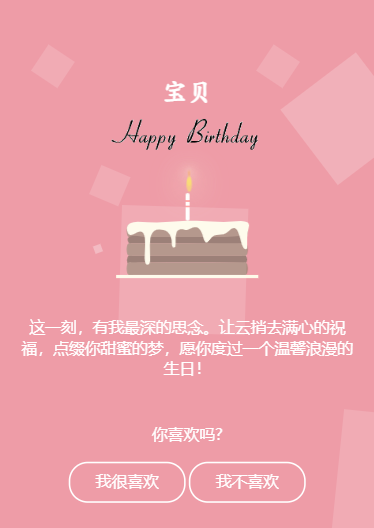 宝贝
Happy Birthday
这一刻，有我最深的思念。让云捎去满心的祝
福，点缀你甜蜜的梦，愿你度过一个温馨浪漫的
生日！
你喜欢吗？
我很喜欢 我不喜欢